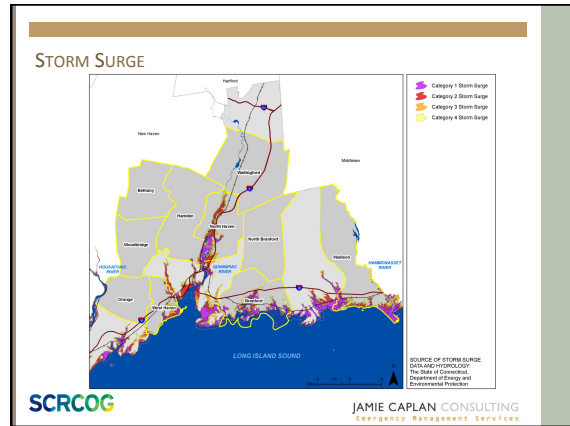 STORM SURGE
Hartford
Category 1 Storm Surge
Category 2 Storm Surge
Category 3 Storm Surge
Category 4 Storm Surge
New Haven
Middlesex
Wallingford
Bethany
Hamden
North Haven
North Branford
Woodbridge
Madison
HOUSATONIC
RIVER
QUINNIPIAC
RIVER
HAMMONASSET
RIVER
Orange
West Haven
Branford
LONG ISLAND SOUND
N
SOURCE OF STORM SURGE
DATA AND HYDROLOGY:
The State of Connecticut,
Department of Energy and
Environmental Protection
SCRCOG
JAMIE CAPLAN CONSULTING
Emergency Management Services